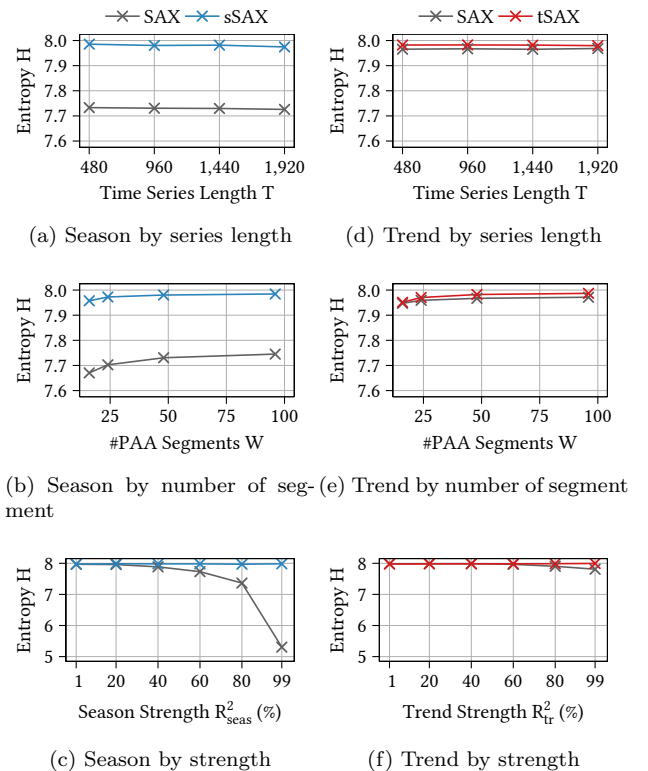 SAX sSAX
8.0
7.9
7.8
7.7
7.6
Entropy H
480 960 1,440 1,920
Time Series Length T
(a) Season by series length
SAX tSAX
8.0
7.9
7.8
7.7
7.6
Entropy H
480 960 1,440 1,920
Time Series Length T
(d) Trend by series length
8.0
7.9
7.8
7.7
7.6
Entropy H
25 50 75 100
#PAA Segments W
(b) Season by number of seg-
ment
8.0
7.9
7.8
7.7
7.6
Entropy H
25 50 75 100
#PAA Segments W
(e) Trend by number of segment
8
7
6
5
Entropy H
1 20 40 60 80 99
Season Strength R²seas (%)
(c) Season by strength
8
7
6
5
Entropy H
1 20 40 60 80 99
Trend Strength R²tr (%)
(f) Trend by strength